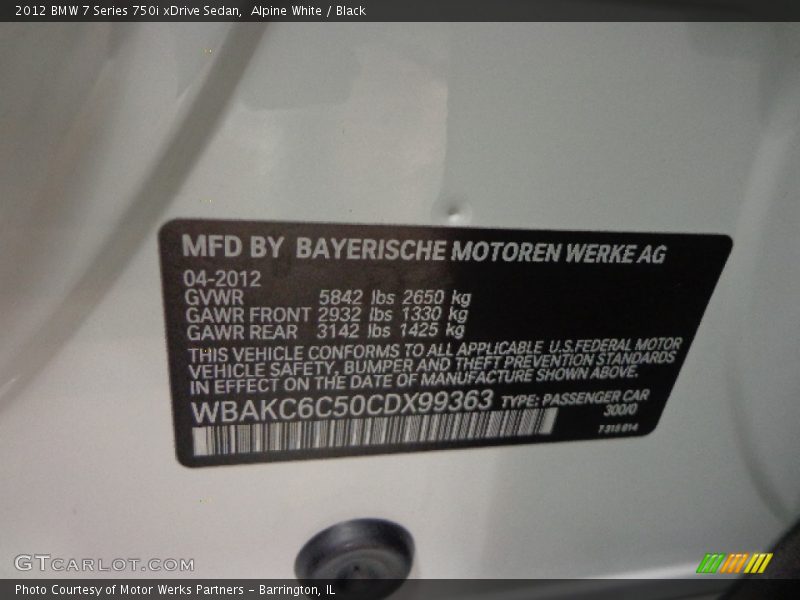 2012 BMW 7 Series 750i xDrive Sedan,  Alpine White / Black
MFD BY BAYERISCHE MOTOREN WERKE AG
04-2012
GVWR 5842 lbs 2650 kg
GAWR FRONT 2932 lbs 1330 kg
GAWR REAR 3142 lbs 1425 kg
THIS VEHICLE CONFORMS TO ALL APPLICABLE U.S.FEDERAL MOTOR
VEHICLE SAFETY, BUMPER AND THEFT PREVENTION STANDARDS
IN EFFECT ON THE DATE OF MANUFACTURE SHOWN ABOVE.
WBAKC6C50CDX99363 TYPE: PASSENGER CAR
300/0
7 318 614
GTCARLOT.COM
Photo Courtesy of Motor Werks Partners - Barrington, IL